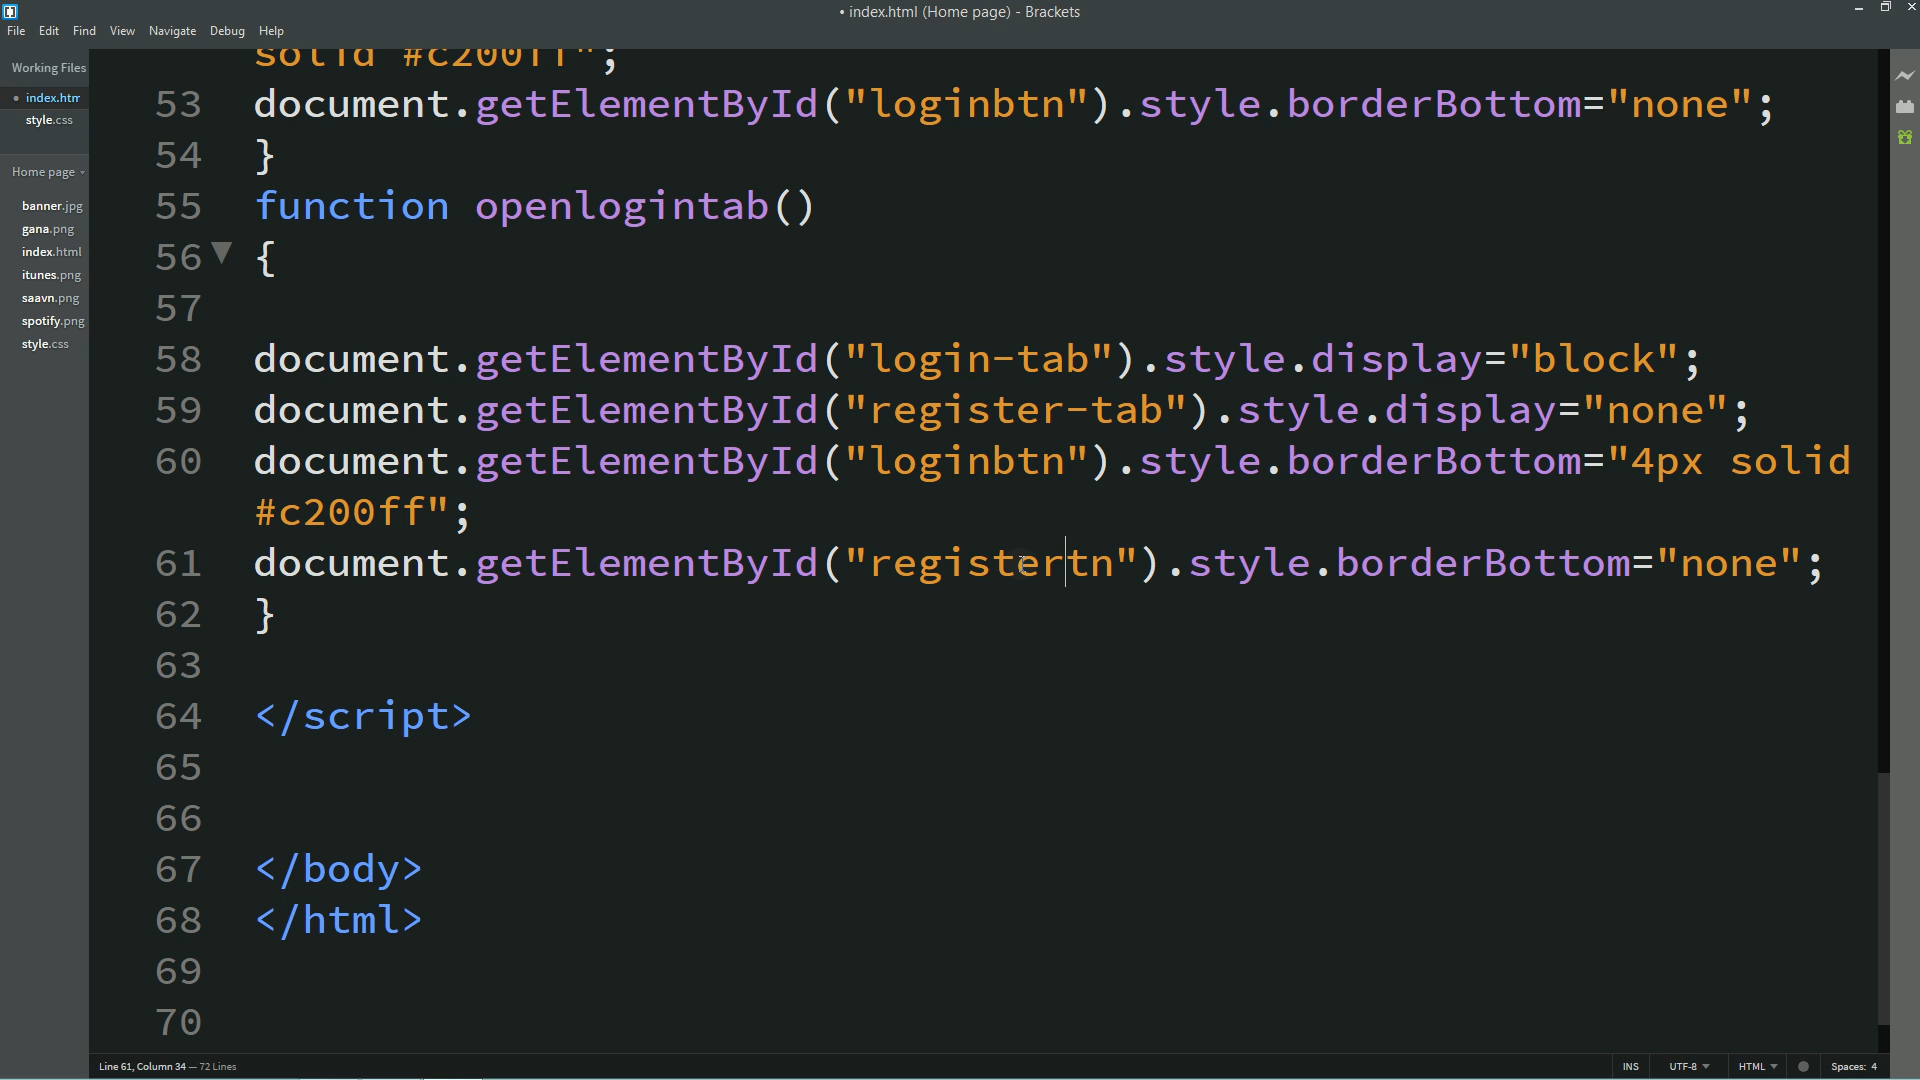 • index.html (Home page) - Brackets
File Edit Find View Navigate Debug Help
Working Files
• index.htm
style.css
Home page
banner.jpg
gana.png
index.html
itunes.png
saavn.png
spotify.png
style.css
solid #c200ff";
53 document.getElementById("loginbtn").style.borderBottom="none";
54 }
55 function openlogintab()
56 {
57
58 document.getElementById("login-tab").style.display="block";
59 document.getElementById("register-tab").style.display="none";
60 document.getElementById("loginbtn").style.borderBottom="4px solid
#c200ff";
61 document.getElementById("registertn").style.borderBottom="none";
62 }
63
64 </script>
65
66
67 </body>
68 </html>
69
70
Line 61, Column 34 — 72 Lines
INS UTF-8 HTML Spaces: 4